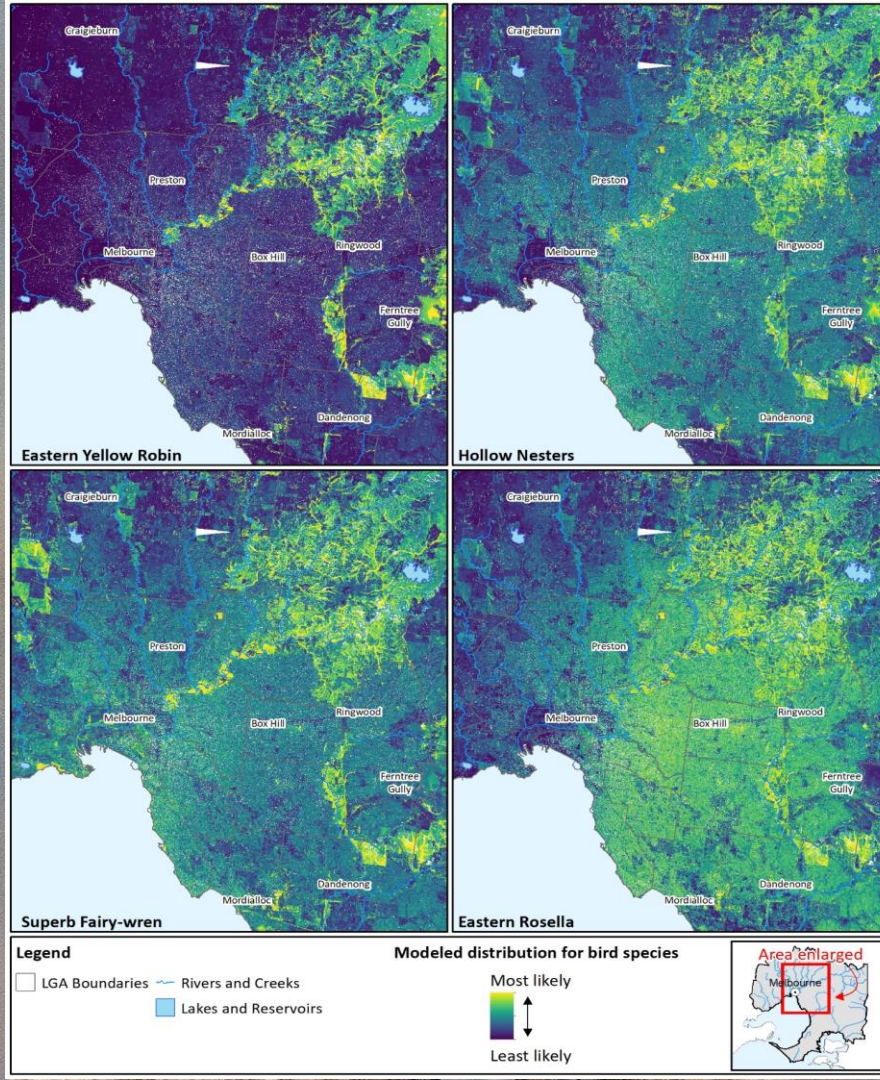 Craigieburn
Preston
Melbourne
Box Hill
Ringwood
Ferntree
Gully
Dandenong
Mordialloc
Eastern Yellow Robin
Craigieburn
Preston
Melbourne
Box Hill
Ringwood
Ferntree
Gully
Dandenong
Mordialloc
Hollow Nesters
Craigieburn
Preston
Melbourne
Box Hill
Ringwood
Ferntree
Gully
Dandenong
Mordialloc
Superb Fairy-wren
Craigieburn
Preston
Melbourne
Box Hill
Ringwood
Ferntree
Gully
Dandenong
Mordialloc
Eastern Rosella
Legend
LGA Boundaries
Rivers and Creeks
Lakes and Reservoirs
Modeled distribution for bird species
Most likely
Least likely
Area enlarged
Melbourne